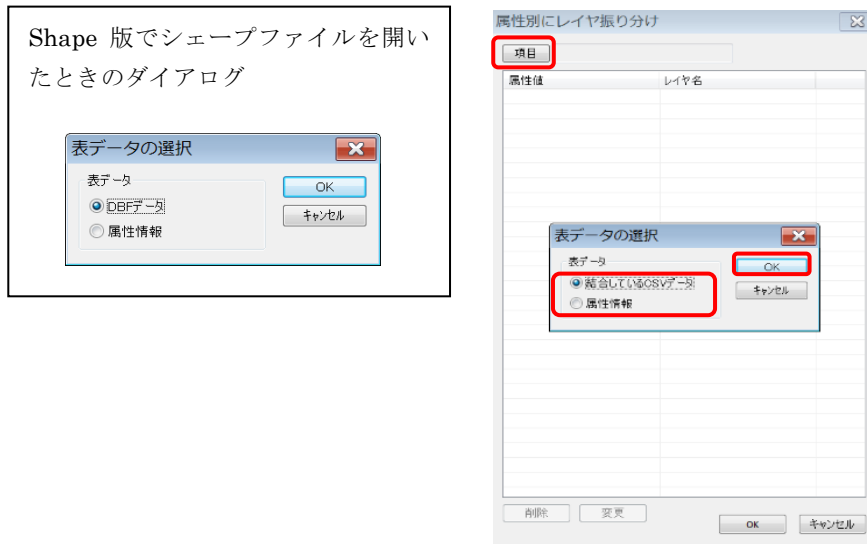 Shape 版でシェープファイルを開い
たときのダイアログ
表データの選択
表データ
DBFデータ
属性情報
OK
キャンセル
属性別にレイヤ振り分け
項目
属性値 レイヤ名
表データの選択
表データ
結合しているCSVデータ
属性情報
OK
キャンセル
削除 変更
OK キャンセル